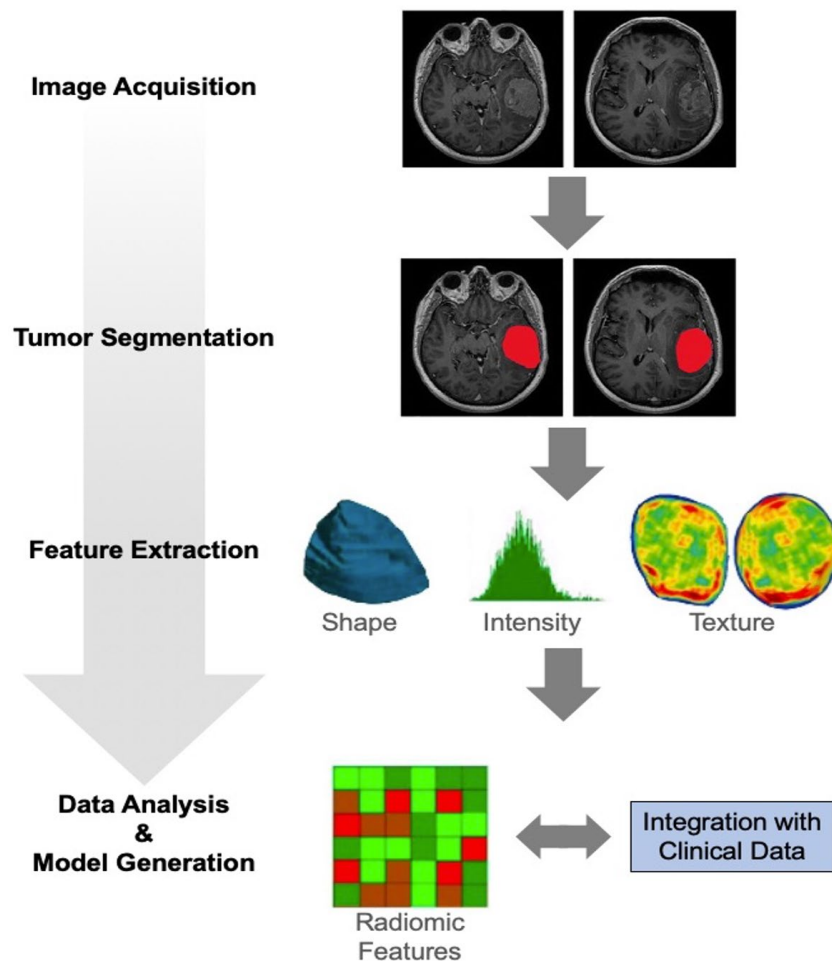 Image Acquisition
Tumor Segmentation
Feature Extraction
Shape
Intensity
Texture
Data Analysis
&
Model Generation
Radiomic
Features
Integration with
Clinical Data